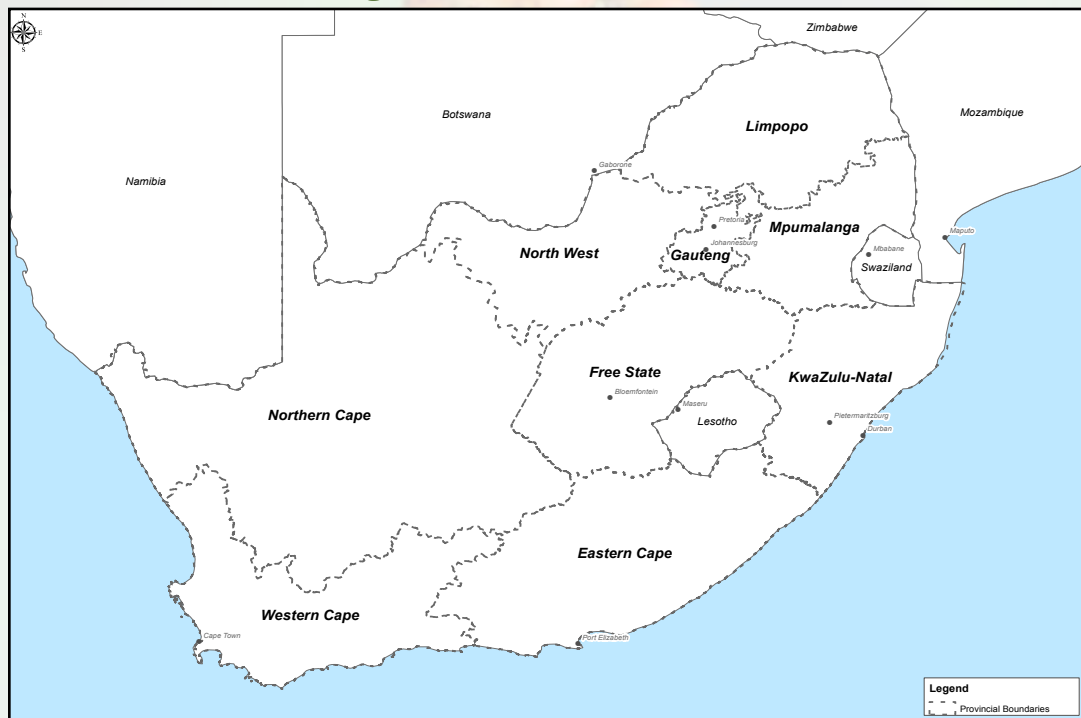 N
E
S
Zimbabwe
Botswana
Mozambique
Limpopo
Gaborone
Namibia
Pretoria
Mpumalanga
Maputo
Johannesburg
North West
Gauteng
Mbabane
Swaziland
Free State
KwaZulu-Natal
Bloemfontein
Maseru
Northern Cape
Lesotho
Pietermaritzburg
Durban
Eastern Cape
Western Cape
Cape Town
Port Elizabeth
Legend
Provincial Boundaries